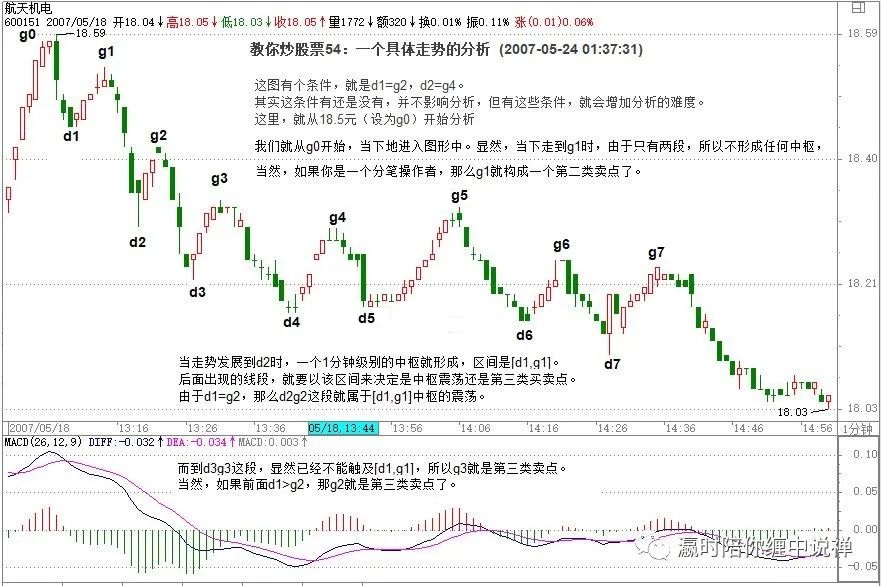 航天机电
600151 2007/05/18 开18.04↓高18.05↓低18.03↓收18.05↑量1772↓额320↓换0.01% 振0.11% 涨(0.01)0.06%
g0
18.59
18.59
教你炒股票54：一个具体走势的分析 (2007-05-24 01:37:31)
g1
这图有个条件，就是d1=g2，d2=g4。
其实这条件有还是没有，并不影响分析，但有这些条件，就会增加分析的难度。
这里，就从18.5元（设为g0）开始分析
d1
g2
我们就从g0开始，当下地进入图形中。显然，当下走到g1时，由于只有两段，所以不形成任何中枢，
18.40
当然，如果你是一个分笔操作者，那么g1就构成一个第二类卖点了。
g3
g5
g4
d2
g6
g7
18.21
d3
d4
d5
d6
d7
当走势发展到d2时，一个1分钟级别的中枢就形成，区间是[d1,g1]。
后面出现的线段，就要以该区间来决定是中枢震荡还是第三类买卖点。
由于d1=g2，那么d2g2这段就属于[d1,g1]中枢的震荡。
18.03
18.03
2007/05/18 13:16 13:26 13:36 05/18,13:44 13:56 14:06 14:16 14:26 14:36 14:46 14:56 1分钟
MACD(26,12,9) DIFF:-0.032↑ DEA:-0.034↑ MACD:0.003↑
0.10
而到d3g3这段，显然已经不能触及[d1,g1]，所以g3就是第三类卖点。
当然，如果前面d1>g2，那g2就是第三类卖点了。
0.05
0.00
瀛时陪你缠中说禅
-0.05